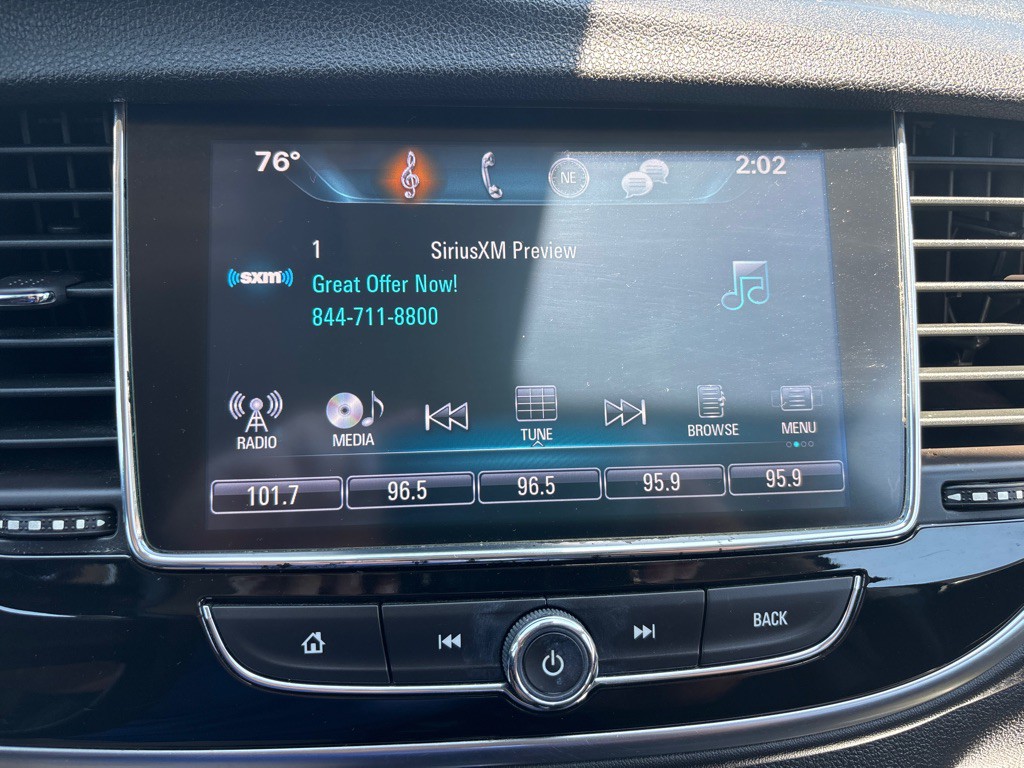 76°
NE
2:02
1
SiriusXM Preview
((sxm))
Great Offer Now!
844-711-8800
RADIO
MEDIA
TUNE
BROWSE
MENU
101.7
96.5
96.5
95.9
95.9
BACK